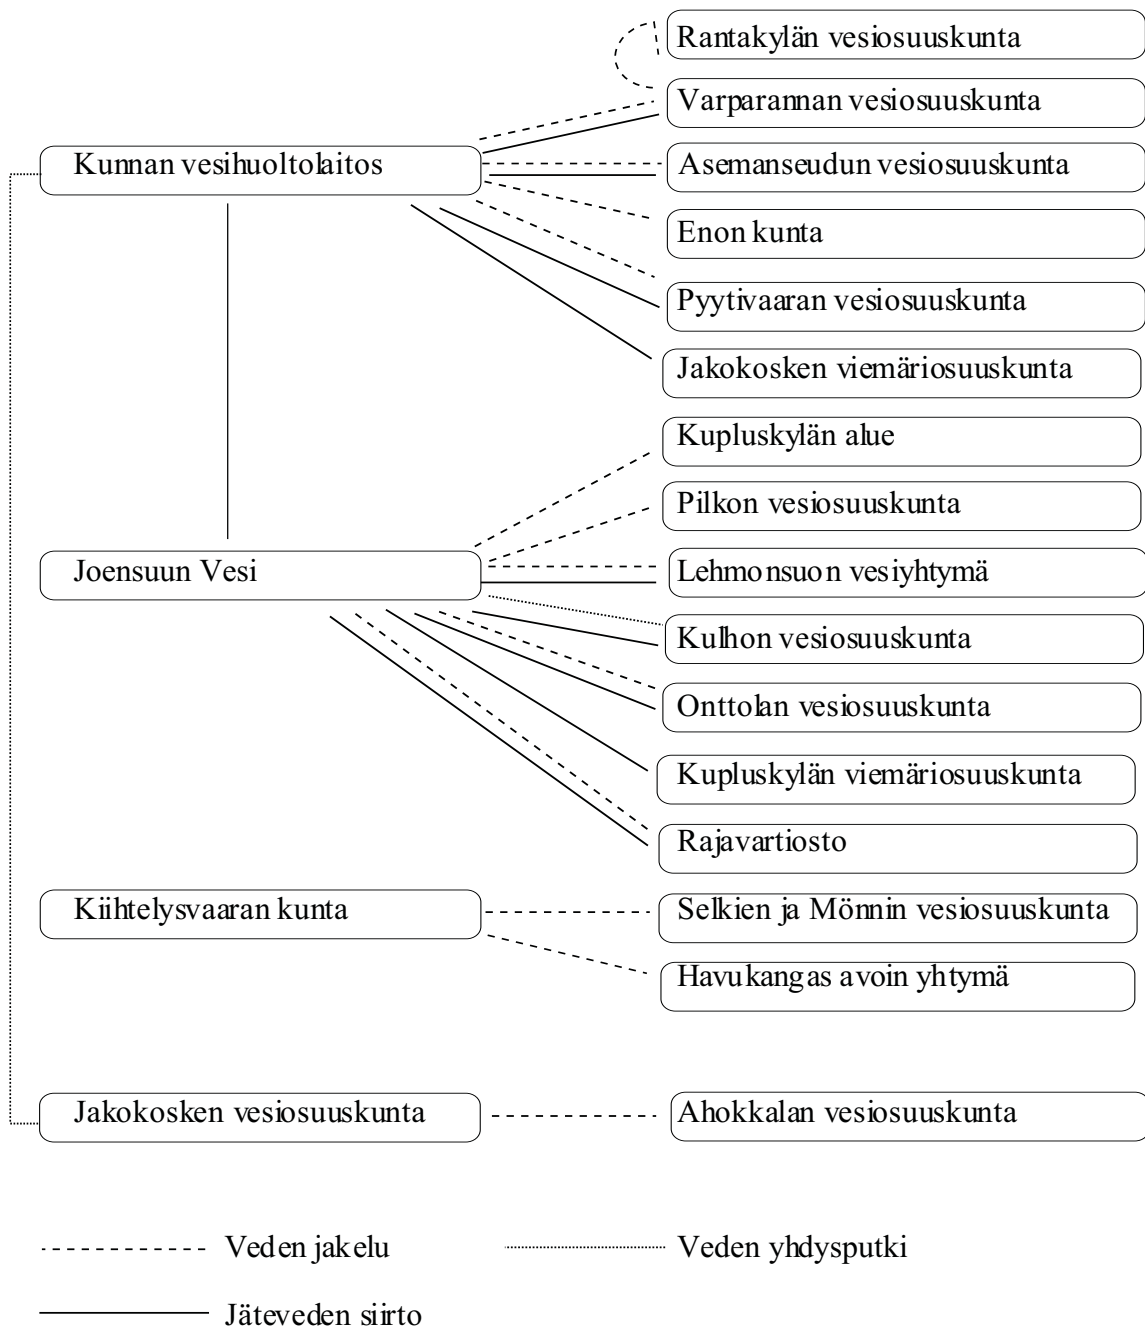 Rantakylän vesiosuuskunta
Varparannan vesiosuuskunta
Kunnan vesihuoltolaitos
Asemanseudun vesiosuuskunta
Enon kunta
Pyytivaaran vesiosuuskunta
Jakokosken viemäriosuuskunta
Kupluskylän alue
Pilkon vesiosuuskunta
Joensuun Vesi
Lehmonsuon vesiyhtymä
Kulhon vesiosuuskunta
Onttolan vesiosuuskunta
Kupluskylän viemäriosuuskunta
Rajavartiosto
Kiihtelysvaaran kunta
Selkien ja Mönnin vesiosuuskunta
Havukangas avoin yhtymä
Jakokosken vesiosuuskunta
Ahokkalan vesiosuuskunta
Veden jakelu
Veden yhdysputki
Jäteveden siirto